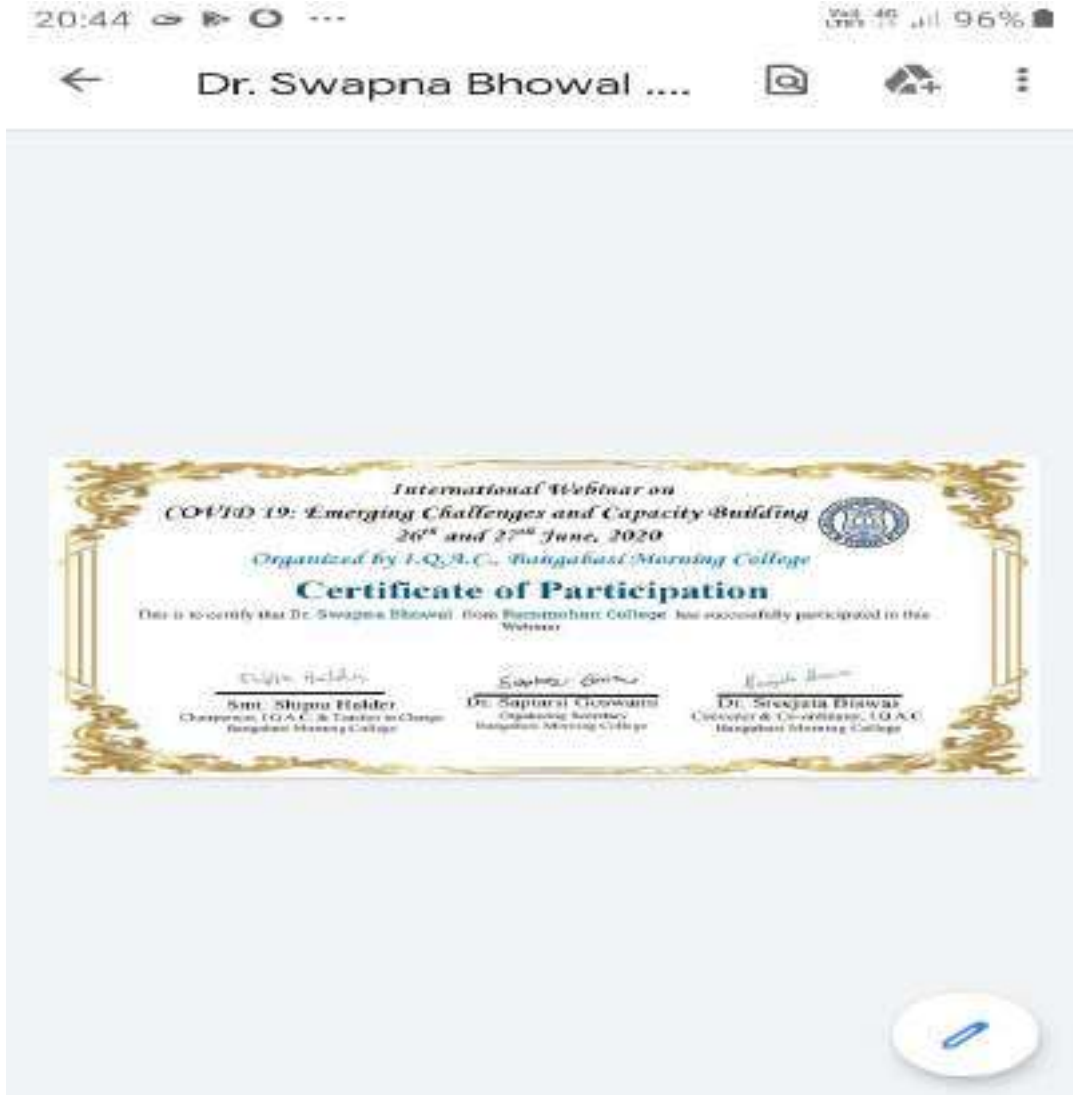 20:44
96%
Dr. Swapna Bhowal ....
International Webinar on
COVID 19: Emerging Challenges and Capacity Building
26th and 27th June, 2020
Organized by I.Q.A.C., Bangabasi Morning College
Certificate of Participation
This is to certify that Dr. Swapna Bhowal from Rammohan College has successfully participated in this
Webinar
Smt. Shipra Halder
Dr. Saptarsi Goswami
Dr. Sreejata Biswas
Chairperson, I.Q.A.C. & Teacher in Charge
Organizing Secretary
Convenor & Co-ordinator, I.Q.A.C
Bangabasi Morning College
Bangabasi Morning College
Bangabasi Morning College